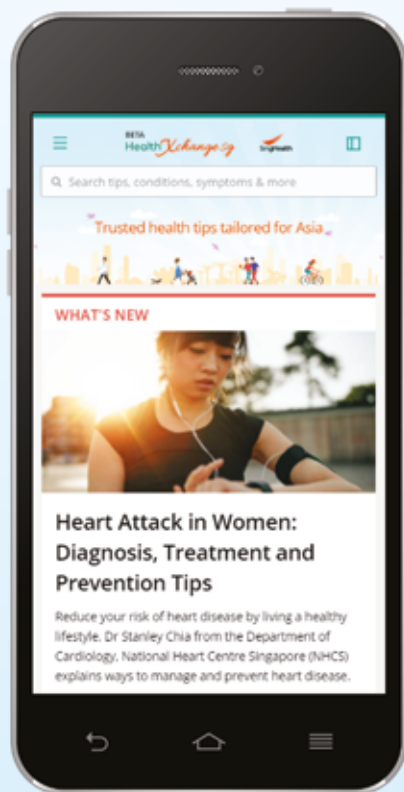 BETA
HealthXchange.sg SingHealth
Search tips, conditions, symptoms & more
Trusted health tips tailored for Asia
WHAT'S NEW
Heart Attack in Women:
Diagnosis, Treatment and
Prevention Tips
Reduce your risk of heart disease by living a healthy
lifestyle. Dr Stanley Chia from the Department of
Cardiology, National Heart Centre Singapore (NHCS)
explains ways to manage and prevent heart disease.